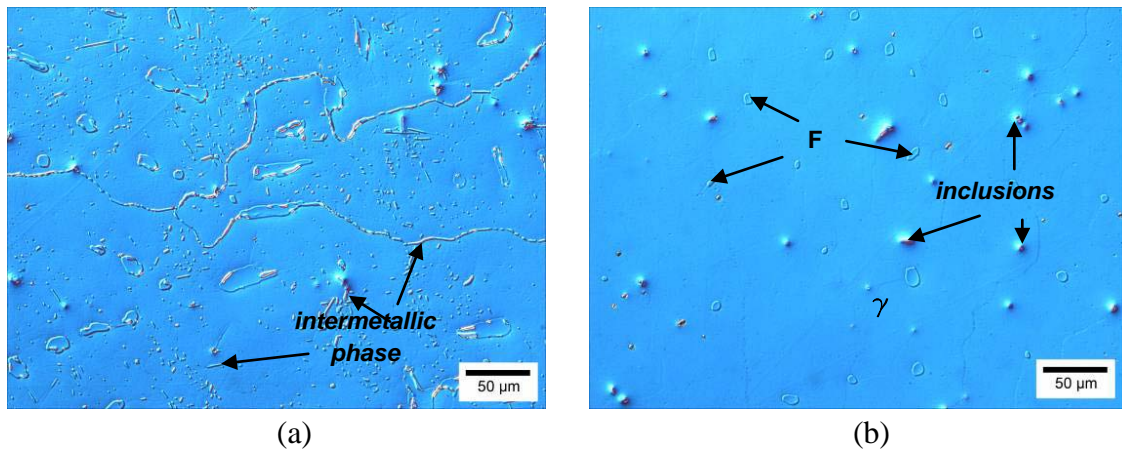 intermetallic
phase
50 µm
F
inclusions
γ
50 µm
(a)
(b)